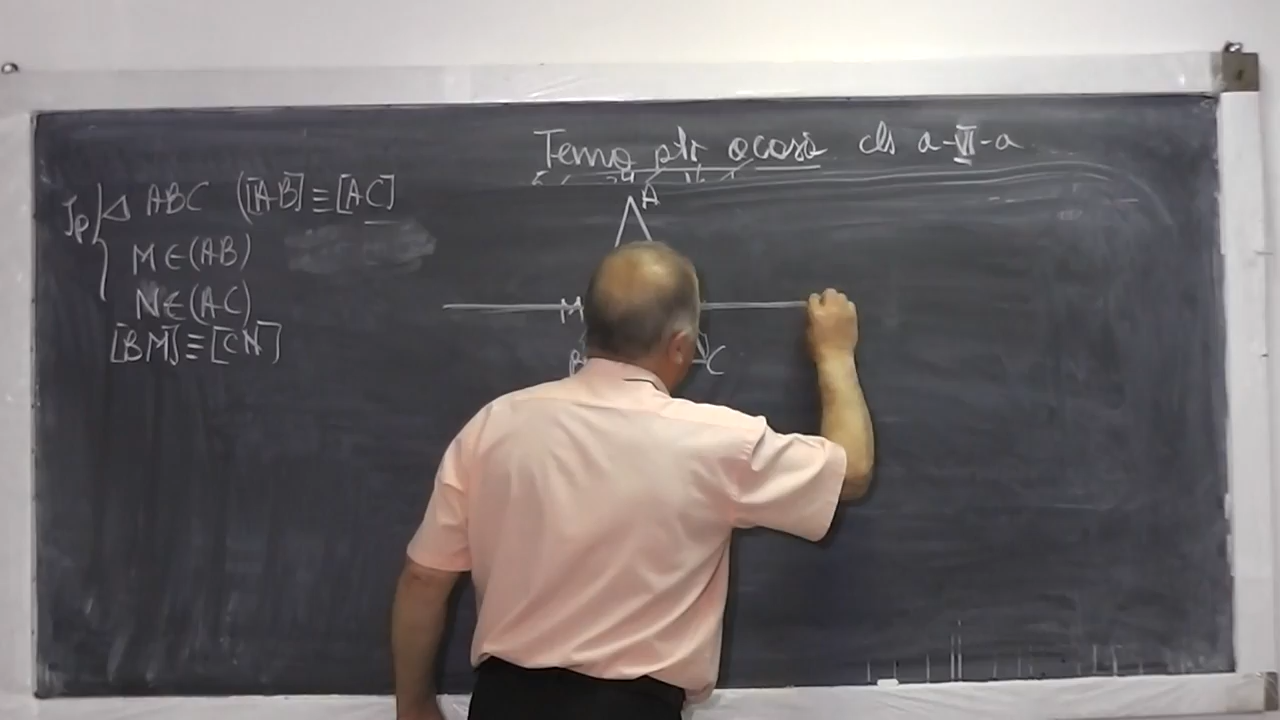 Temo ptr acasă cls a-VI-a
Ip △ ABC ([AB] ≡ [AC]
M ∈ (AB)
N ∈ (AC)
[BM] ≡ [CN]
A
M
B
C